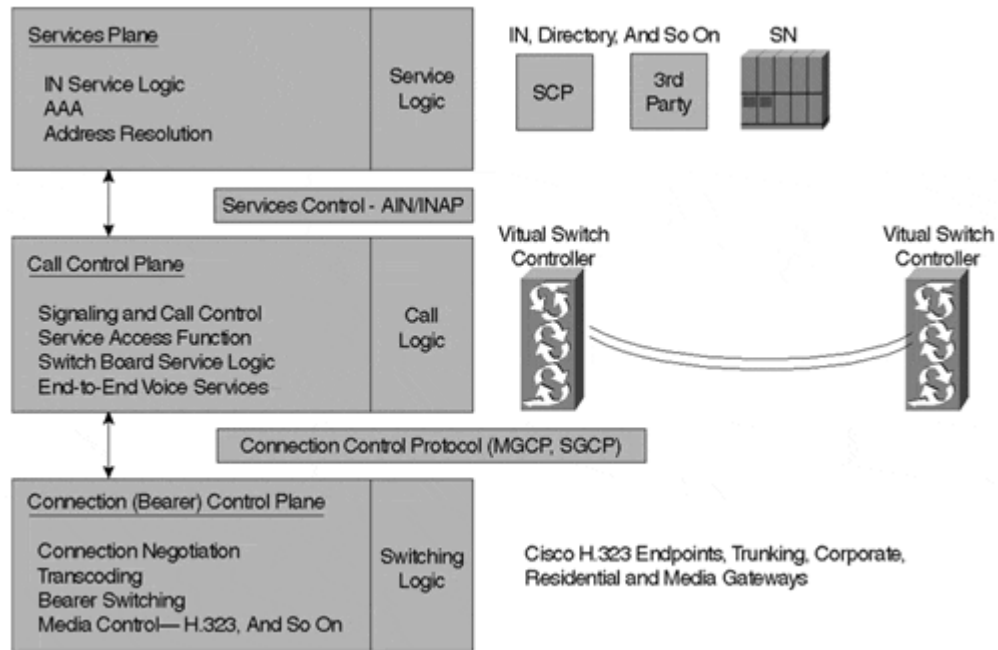 Services Plane
IN Service Logic
AAA
Address Resolution
Service
Logic
IN, Directory, And So On
SN
SCP
3rd
Party
Services Control - AIN/INAP
Call Control Plane
Signaling and Call Control
Service Access Function
Switch Board Service Logic
End-to-End Voice Services
Call
Logic
Vitual Switch
Controller
Vitual Switch
Controller
Connection Control Protocol (MGCP, SGCP)
Connection (Bearer) Control Plane
Connection Negotiation
Transcoding
Bearer Switching
Media Control— H.323, And So On
Switching
Logic
Cisco H.323 Endpoints, Trunking, Corporate,
Residential and Media Gateways